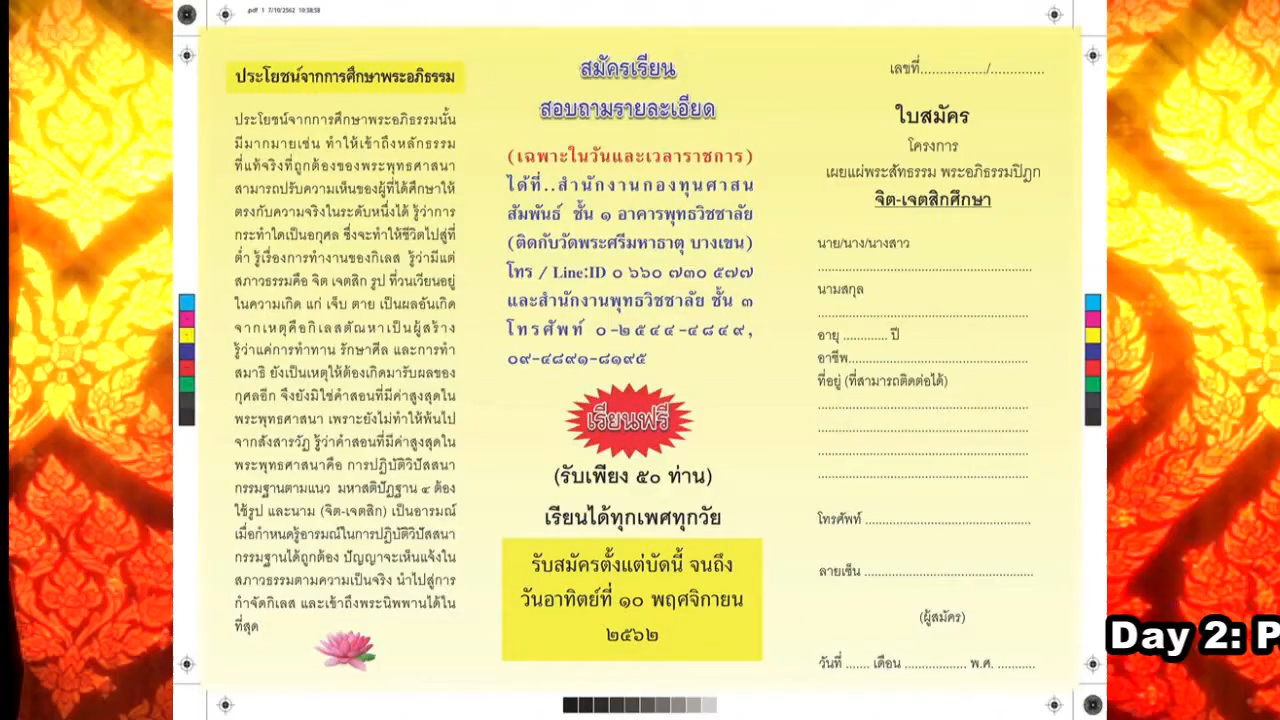 .pdf 1 7/10/2562 10:38:58
ประโยชน์จากการศึกษาพระอภิธรรม
ประโยชน์จากการศึกษาพระอภิธรรมนั้น
มีมากมายเช่น ทำให้เข้าถึงหลักธรรม
ที่แท้จริงที่ถูกต้องของพระพุทธศาสนา
สามารถปรับความเห็นของผู้ที่ได้ศึกษาให้
ตรงกับความจริงในระดับหนึ่งได้ รู้ว่าการ
กระทำใดเป็นอกุศล ซึ่งจะทำให้ชีวิตไปสู่ที่
ต่ำ รู้เรื่องการทำงานของกิเลส รู้ว่ามีแต่
สภาวธรรมคือ จิต เจตสิก รูป ที่วนเวียนอยู่
ในความเกิด แก่ เจ็บ ตาย เป็นผลอันเกิด
จากเหตุคือกิเลสตัณหาเป็นผู้สร้าง
รู้ว่าแค่การทำทาน รักษาศีล และการทำ
สมาธิ ยังเป็นเหตุให้ต้องเกิดมารับผลของ
กุศลอีก จึงยังมิใช่คำสอนที่มีค่าสูงสุดใน
พระพุทธศาสนา เพราะยังไม่ทำให้พ้นไป
จากสังสารวัฏ รู้ว่าคำสอนที่มีค่าสูงสุดใน
พระพุทธศาสนาคือ การปฏิบัติวิปัสสนา
กรรมฐานตามแนว มหาสติปัฏฐาน ๔ ต้อง
ใช้รูป และนาม (จิต-เจตสิก) เป็นอารมณ์
เมื่อกำหนดรู้อารมณ์ในการปฏิบัติวิปัสสนา
กรรมฐานได้ถูกต้อง ปัญญาจะเห็นแจ้งใน
สภาวธรรมตามความเป็นจริง นำไปสู่การ
กำจัดกิเลส และเข้าถึงพระนิพพานได้ใน
ที่สุด
สมัครเรียน
สอบถามรายละเอียด
(เฉพาะในวันและเวลาราชการ)
ได้ที่..สำนักงานกองทุนศาสน
สัมพันธ์ ชั้น ๑ อาคารพุทธวิชชาลัย
(ติดกับวัดพระศรีมหาธาตุ บางเขน)
โทร / Line:ID ๐ ๖๖๐ ๗๓๐ ๕๗๗
และสำนักงานพุทธวิชชาลัย ชั้น ๓
โทรศัพท์ ๐-๒๕๔๔-๔๘๔๙,
๐๙-๔๘๙๑-๘๑๙๕
เรียนฟรี
(รับเพียง ๕๐ ท่าน)
เรียนได้ทุกเพศทุกวัย
รับสมัครตั้งแต่บัดนี้ จนถึง
วันอาทิตย์ที่ ๑๐ พฤศจิกายน
๒๕๖๒
เลขที่................./..............
ใบสมัคร
โครงการ
เผยแผ่พระสัทธรรม พระอภิธรรมปิฎก
จิต-เจตสิกศึกษา
นาย/นาง/นางสาว
นามสกุล
อายุ ............ ปี
อาชีพ................................................
ที่อยู่ (ที่สามารถติดต่อได้)
โทรศัพท์ ............................................
ลายเซ็น .............................................
(ผู้สมัคร)
วันที่ ....... เดือน ................. พ.ศ. ...........
Day 2: P